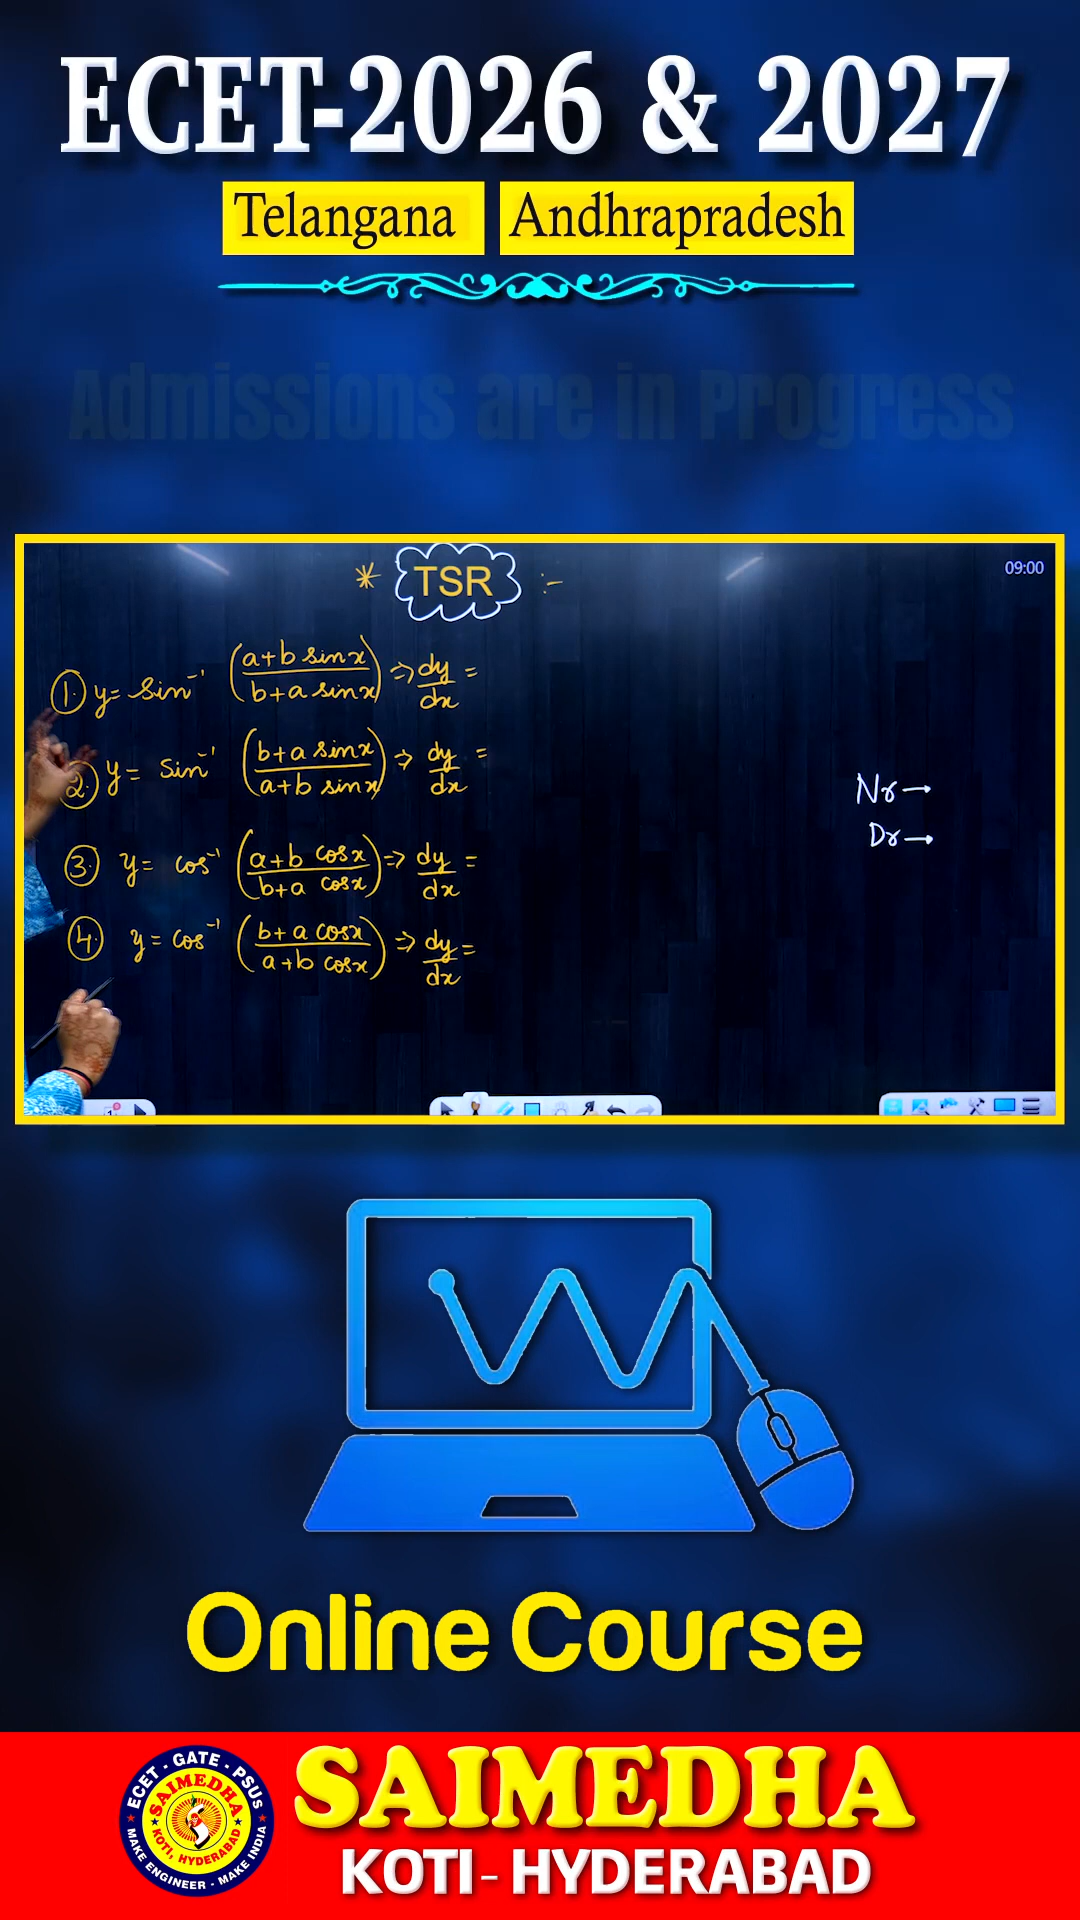 ECET-2026 & 2027
Telangana Andhrapradesh
Admissions are in Progress
* TSR :-
09:00
1. y = sin⁻¹ (a+b sinx / b+a sinx) ⇒ dy/dx =
2. y = sin⁻¹ (b+a sinx / a+b sinx) ⇒ dy/dx =
Nr →
Dr →
3. y = cos⁻¹ (a+b cosx / b+a cosx) ⇒ dy/dx =
4. y = cos⁻¹ (b+a cosx / a+b cosx) ⇒ dy/dx =
Online Course
ECET - GATE - PSUS
SAIMEDHA
KOTI, HYDERABAD
MAKE ENGINEER - MAKE INDIA
SAIMEDHA
KOTI - HYDERABAD